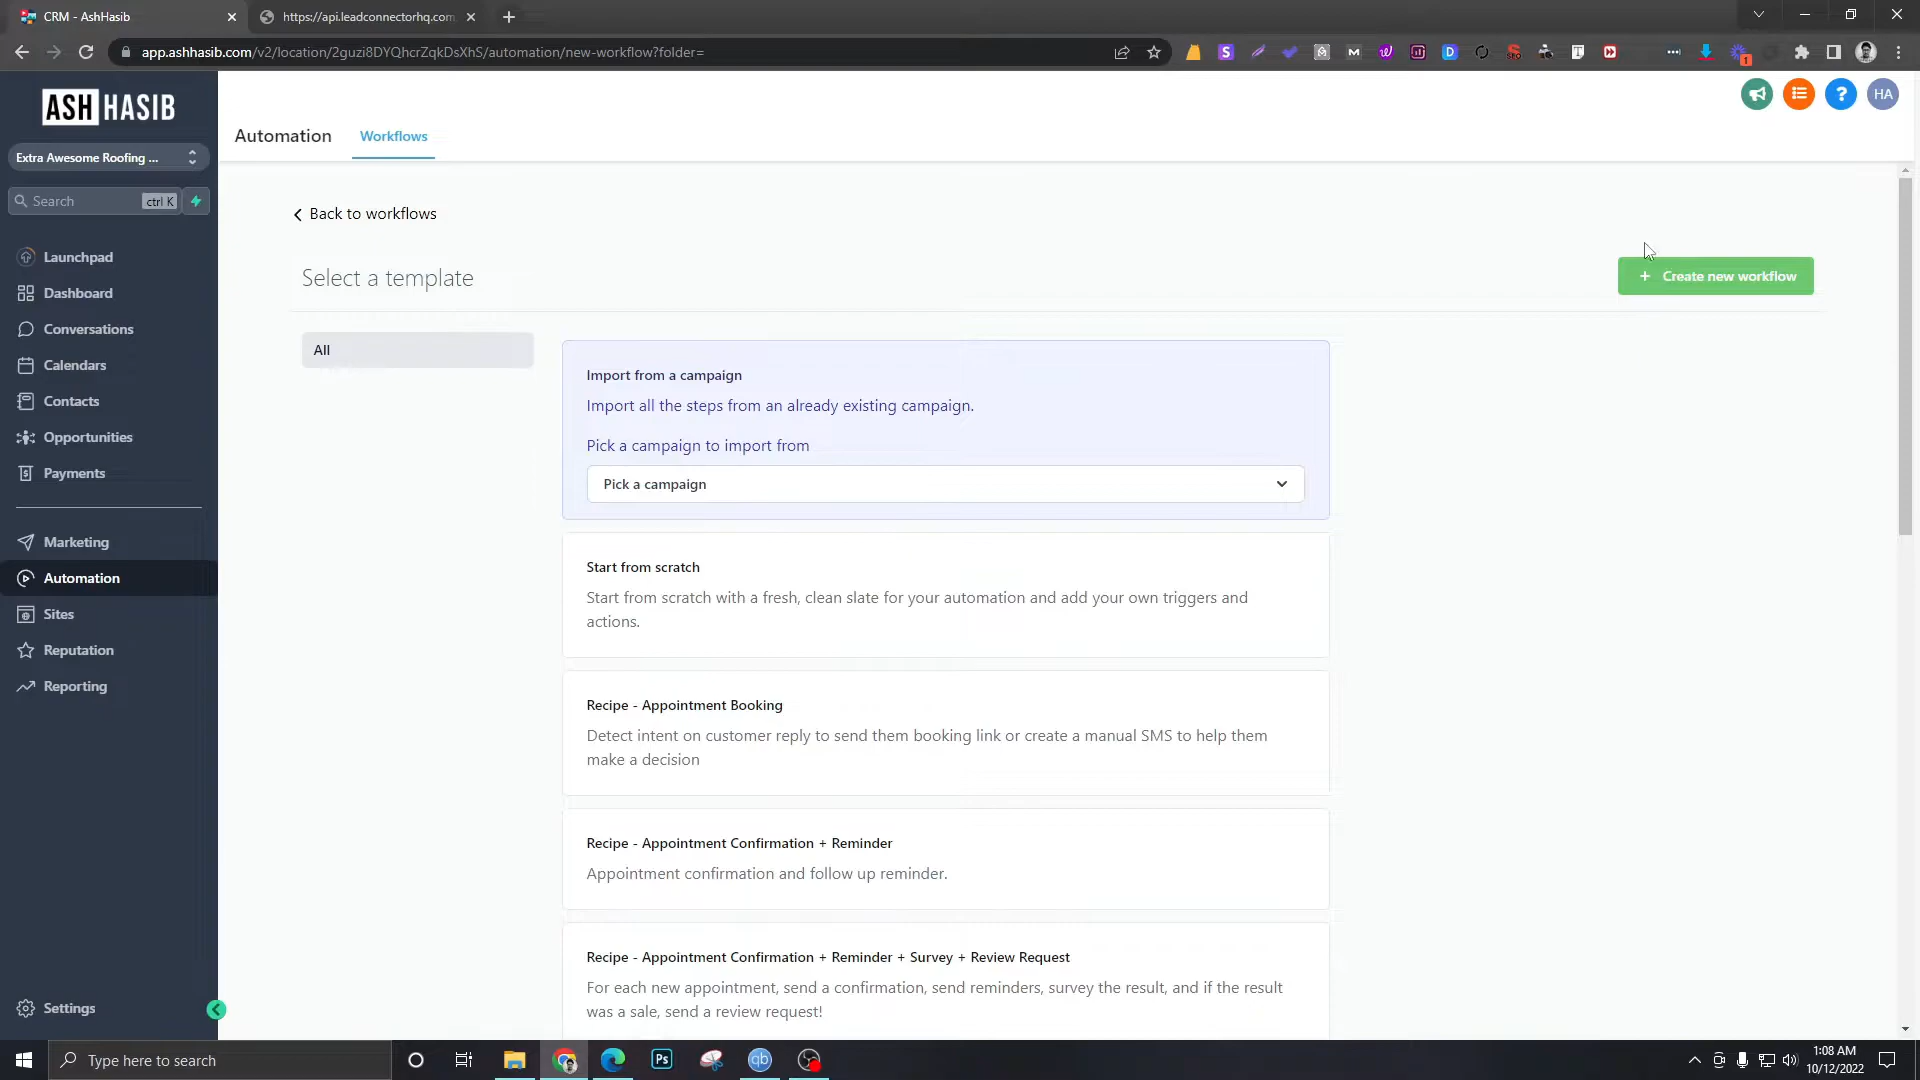 CRM - AshHasib
https://api.leadconnectorhq.com
app.ashhasib.com/v2/location/2guzi8DYQhcrZqkDsXhS/automation/new-workflow?folder=
ASH HASIB
Extra Awesome Roofing ...
Search
ctrl K
Launchpad
Dashboard
Conversations
Calendars
Contacts
Opportunities
Payments
Marketing
Automation
Sites
Reputation
Reporting
Settings
Automation
Workflows
HA
Back to workflows
Select a template
+ Create new workflow
All
Import from a campaign
Import all the steps from an already existing campaign.
Pick a campaign to import from
Pick a campaign
Start from scratch
Start from scratch with a fresh, clean slate for your automation and add your own triggers and
actions.
Recipe - Appointment Booking
Detect intent on customer reply to send them booking link or create a manual SMS to help them
make a decision
Recipe - Appointment Confirmation + Reminder
Appointment confirmation and follow up reminder.
Recipe - Appointment Confirmation + Reminder + Survey + Review Request
For each new appointment, send a confirmation, send reminders, survey the result, and if the result
was a sale, send a review request!
Type here to search
Ps
qb
1:08 AM
10/12/2022